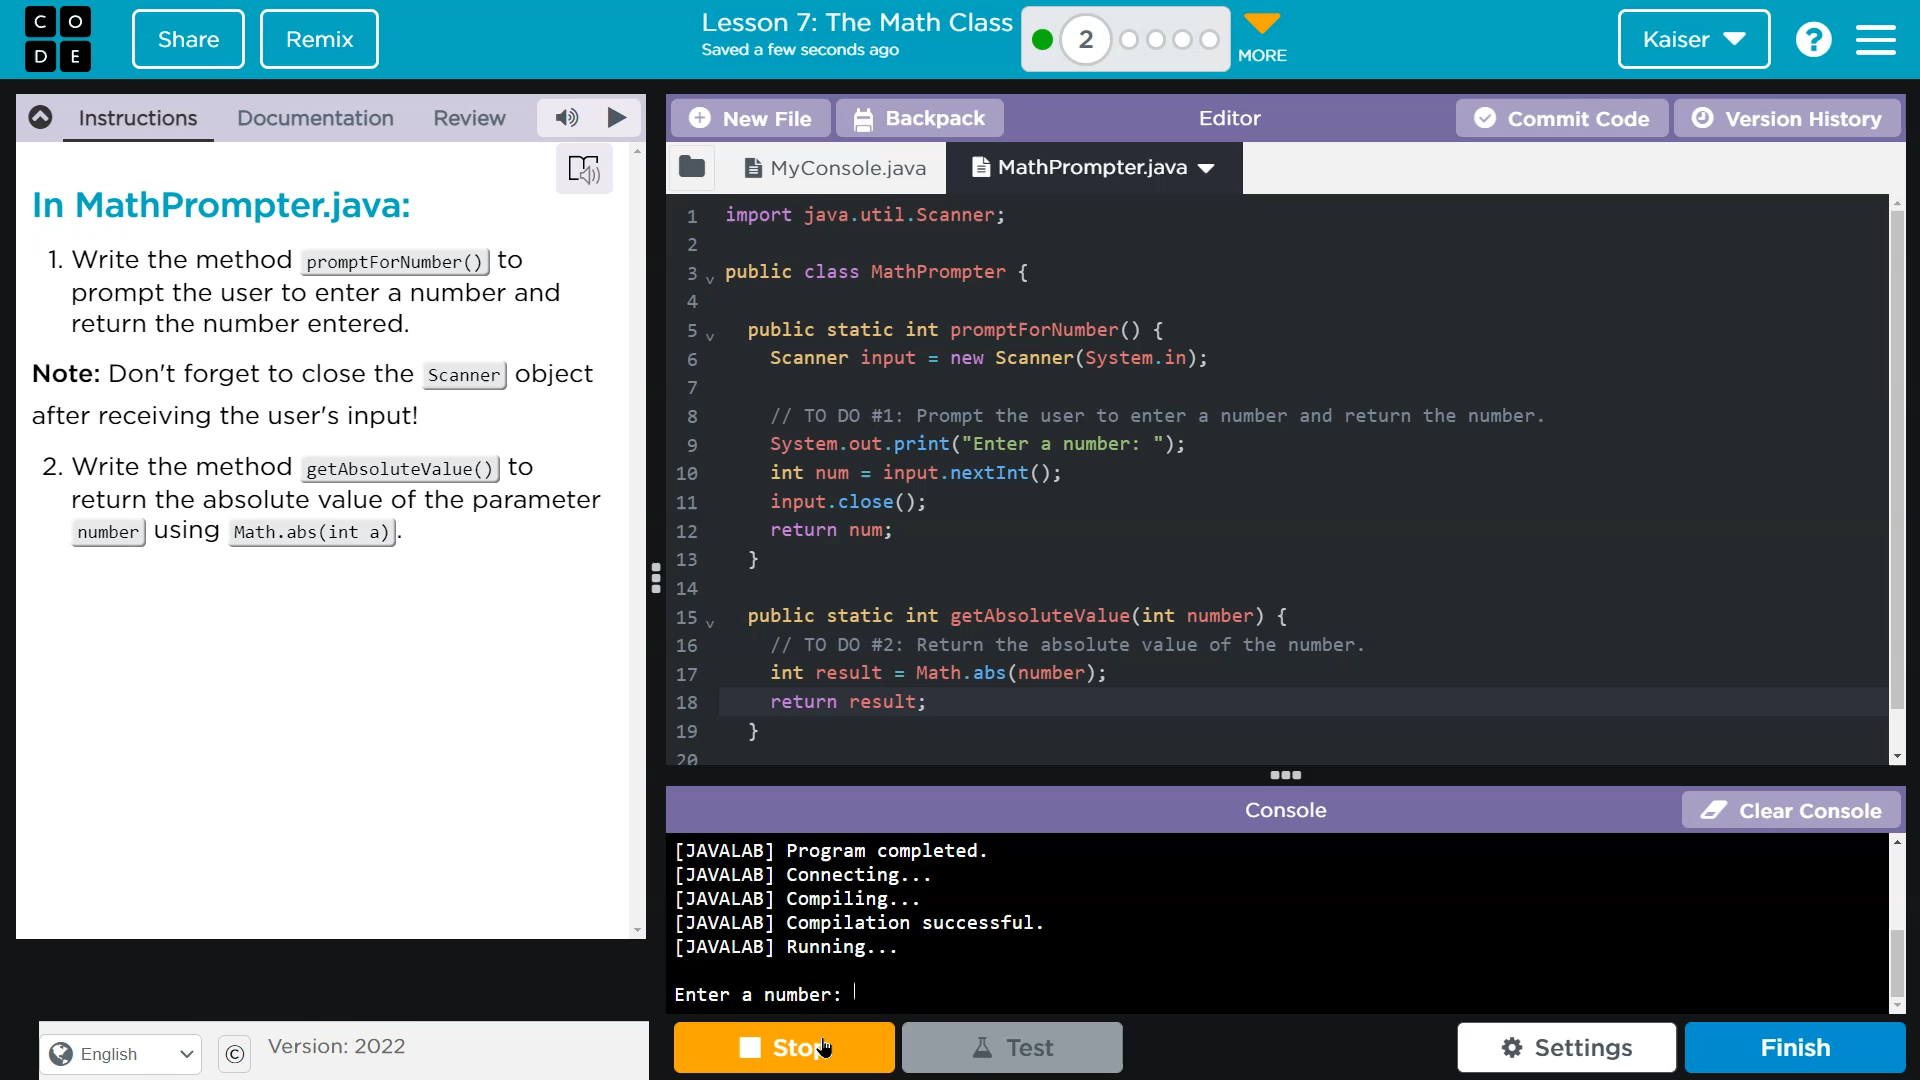 CO
DE
Share
Remix
Lesson 7: The Math Class
Saved a few seconds ago
2
MORE
Kaiser
?
Instructions
Documentation
Review
In MathPrompter.java:
1. Write the method promptForNumber() to
prompt the user to enter a number and
return the number entered.
Note: Don't forget to close the Scanner object
after receiving the user's input!
2. Write the method getAbsoluteValue() to
return the absolute value of the parameter
number using Math.abs(int a).
English
©
Version: 2022
New File
Backpack
Editor
Commit Code
Version History
MyConsole.java
MathPrompter.java
1 import java.util.Scanner;
2
3 public class MathPrompter {
4
5 public static int promptForNumber() {
6 Scanner input = new Scanner(System.in);
7
8 // TO DO #1: Prompt the user to enter a number and return the number.
9 System.out.print("Enter a number: ");
10 int num = input.nextInt();
11 input.close();
12 return num;
13 }
14
15 public static int getAbsoluteValue(int number) {
16 // TO DO #2: Return the absolute value of the number.
17 int result = Math.abs(number);
18 return result;
19 }
20
Console
Clear Console
[JAVALAB] Program completed.
[JAVALAB] Connecting...
[JAVALAB] Compiling...
[JAVALAB] Compilation successful.
[JAVALAB] Running...
Enter a number:
Stop
Test
Settings
Finish